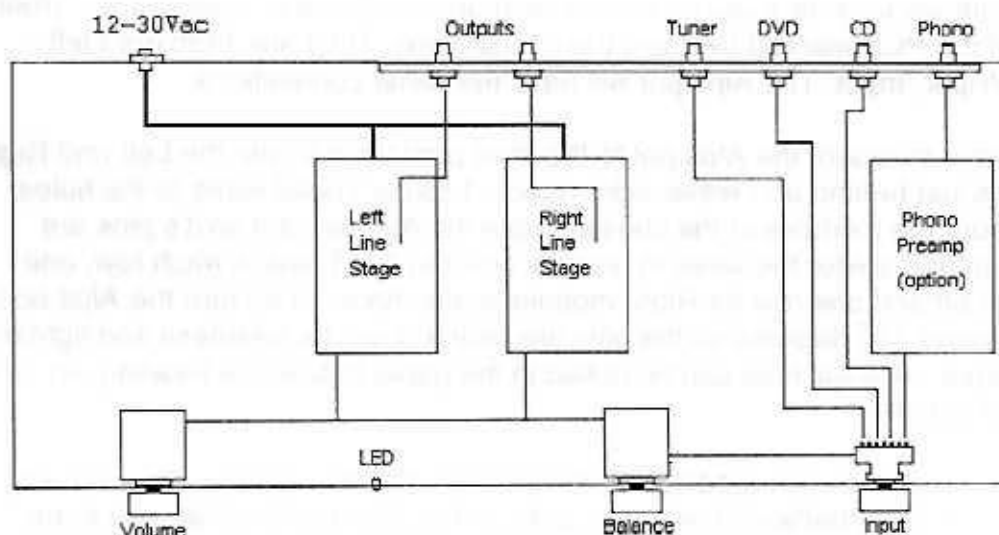 12-30Vac
Outputs
Tuner
DVD
CD
Phono
Left
Line
Stage
Right
Line
Stage
Phono
Preamp
(option)
LED
Volume
Balance
Input